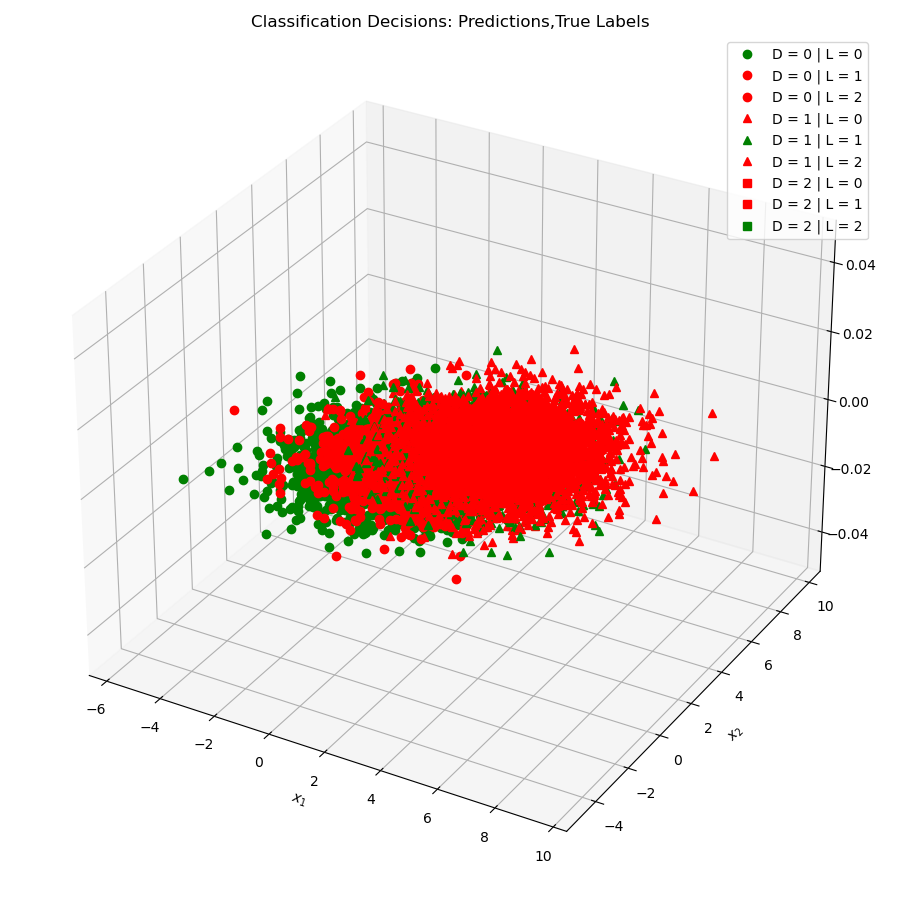 Classification Decisions: Predictions,True Labels
D = 0 | L = 0
D = 0 | L = 1
D = 0 | L = 2
D = 1 | L = 0
D = 1 | L = 1
D = 1 | L = 2
D = 2 | L = 0
D = 2 | L = 1
D = 2 | L = 2
0.04
0.02
0.00
−0.02
−0.04
−6
−4
−2
0
2
4
6
8
10
x₁
10
8
6
4
2
0
−2
−4
x₂